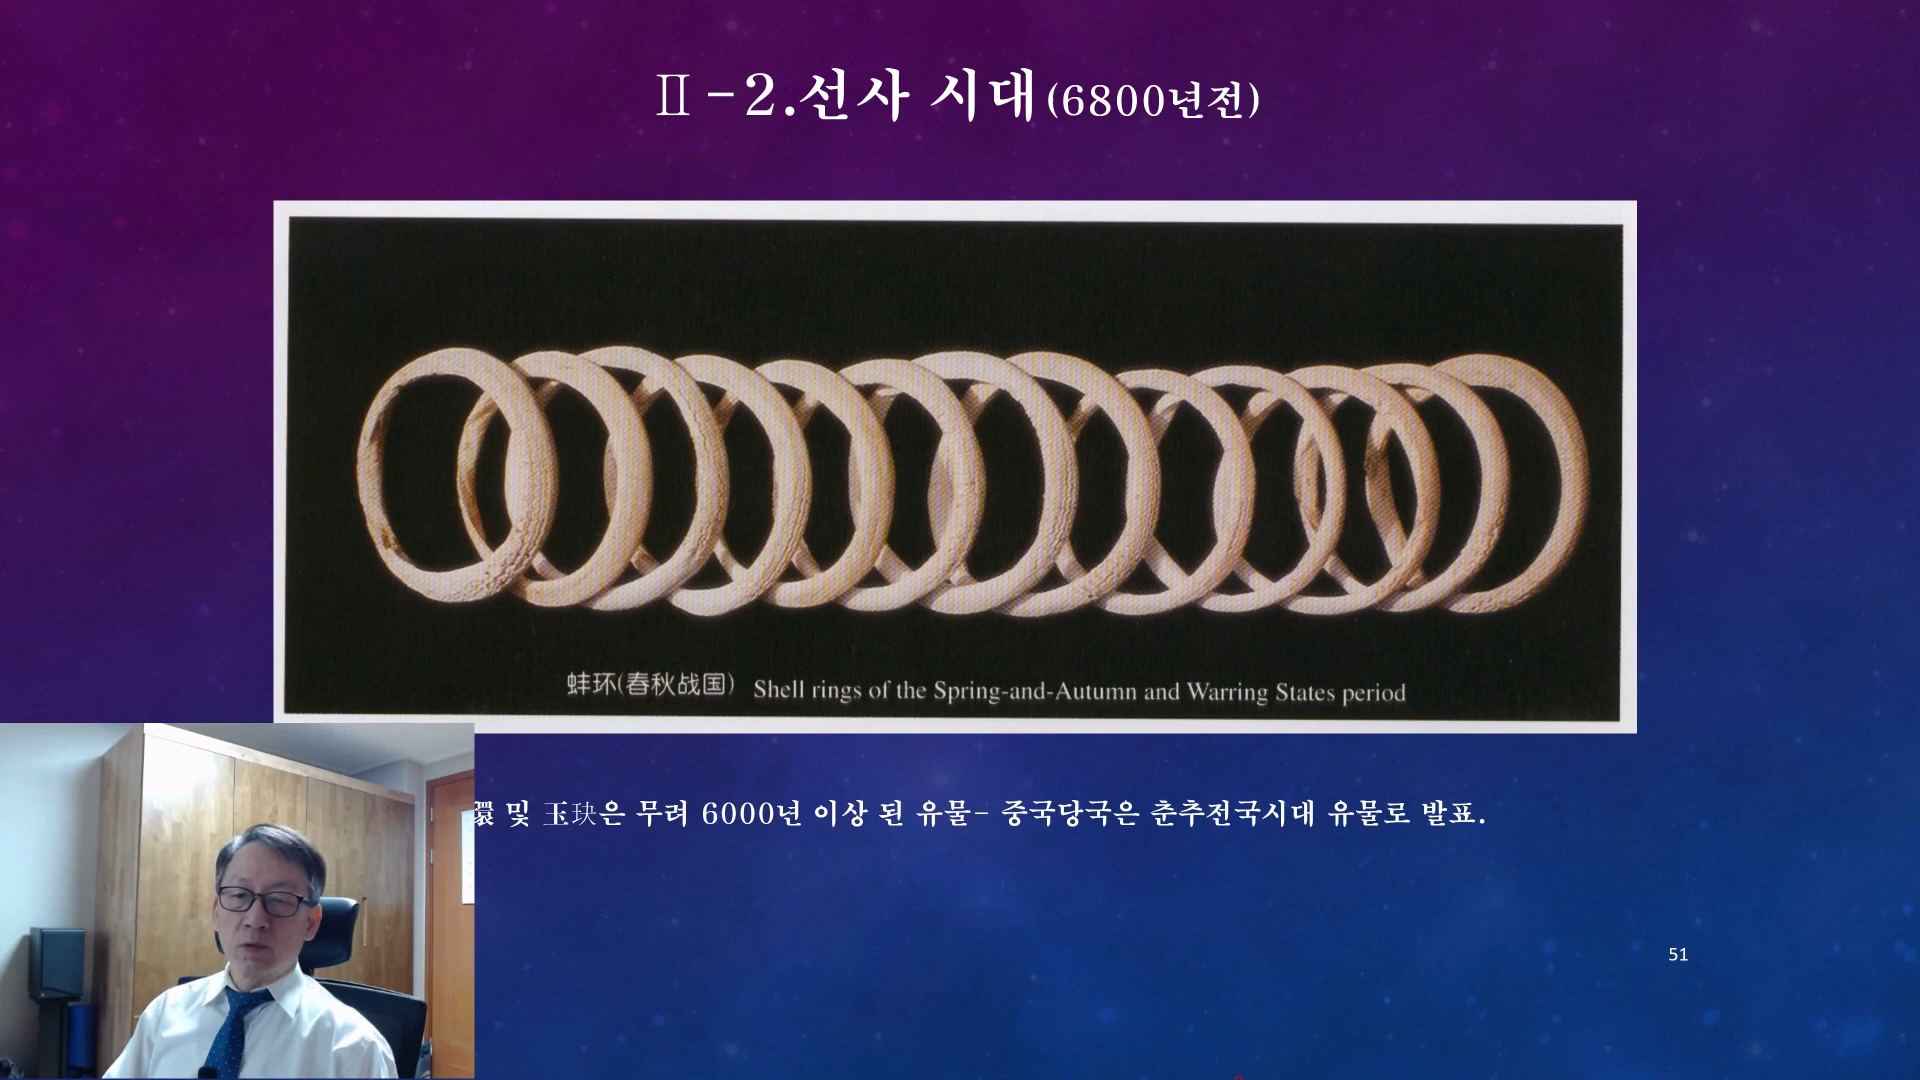 Ⅱ-2.선사 시대(6800년전)
蚌环(春秋战国) Shell rings of the Spring-and-Autumn and Warring States period
環 및 玉玦은 무려 6000년 이상 된 유물- 중국당국은 춘추전국시대 유물로 발표.
51